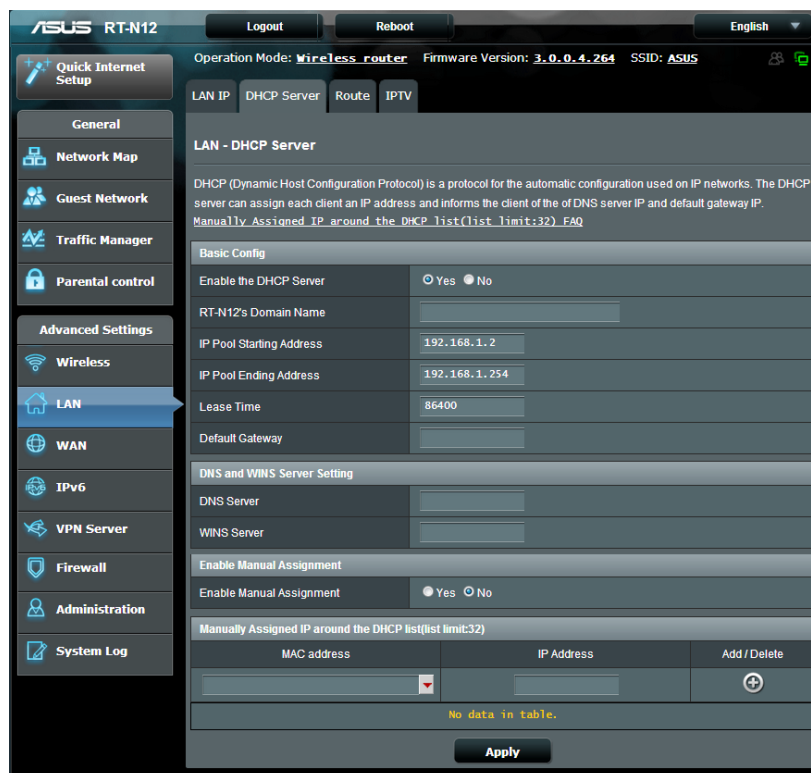 ASUS RT-N12 Logout Reboot English
Operation Mode: Wireless router Firmware Version: 3.0.0.4.264 SSID: ASUS
Quick Internet
Setup
General
Network Map
Guest Network
Traffic Manager
Parental control
Advanced Settings
Wireless
LAN
WAN
IPv6
VPN Server
Firewall
Administration
System Log
LAN IP DHCP Server Route IPTV
LAN - DHCP Server
DHCP (Dynamic Host Configuration Protocol) is a protocol for the automatic configuration used on IP networks. The DHCP
server can assign each client an IP address and informs the client of the of DNS server IP and default gateway IP.
Manually Assigned IP around the DHCP list(list limit:32) FAQ
Basic Config
Enable the DHCP Server Yes No
RT-N12's Domain Name
IP Pool Starting Address 192.168.1.2
IP Pool Ending Address 192.168.1.254
Lease Time 86400
Default Gateway
DNS and WINS Server Setting
DNS Server
WINS Server
Enable Manual Assignment
Enable Manual Assignment Yes No
Manually Assigned IP around the DHCP list(list limit:32)
MAC address IP Address Add / Delete
No data in table.
Apply